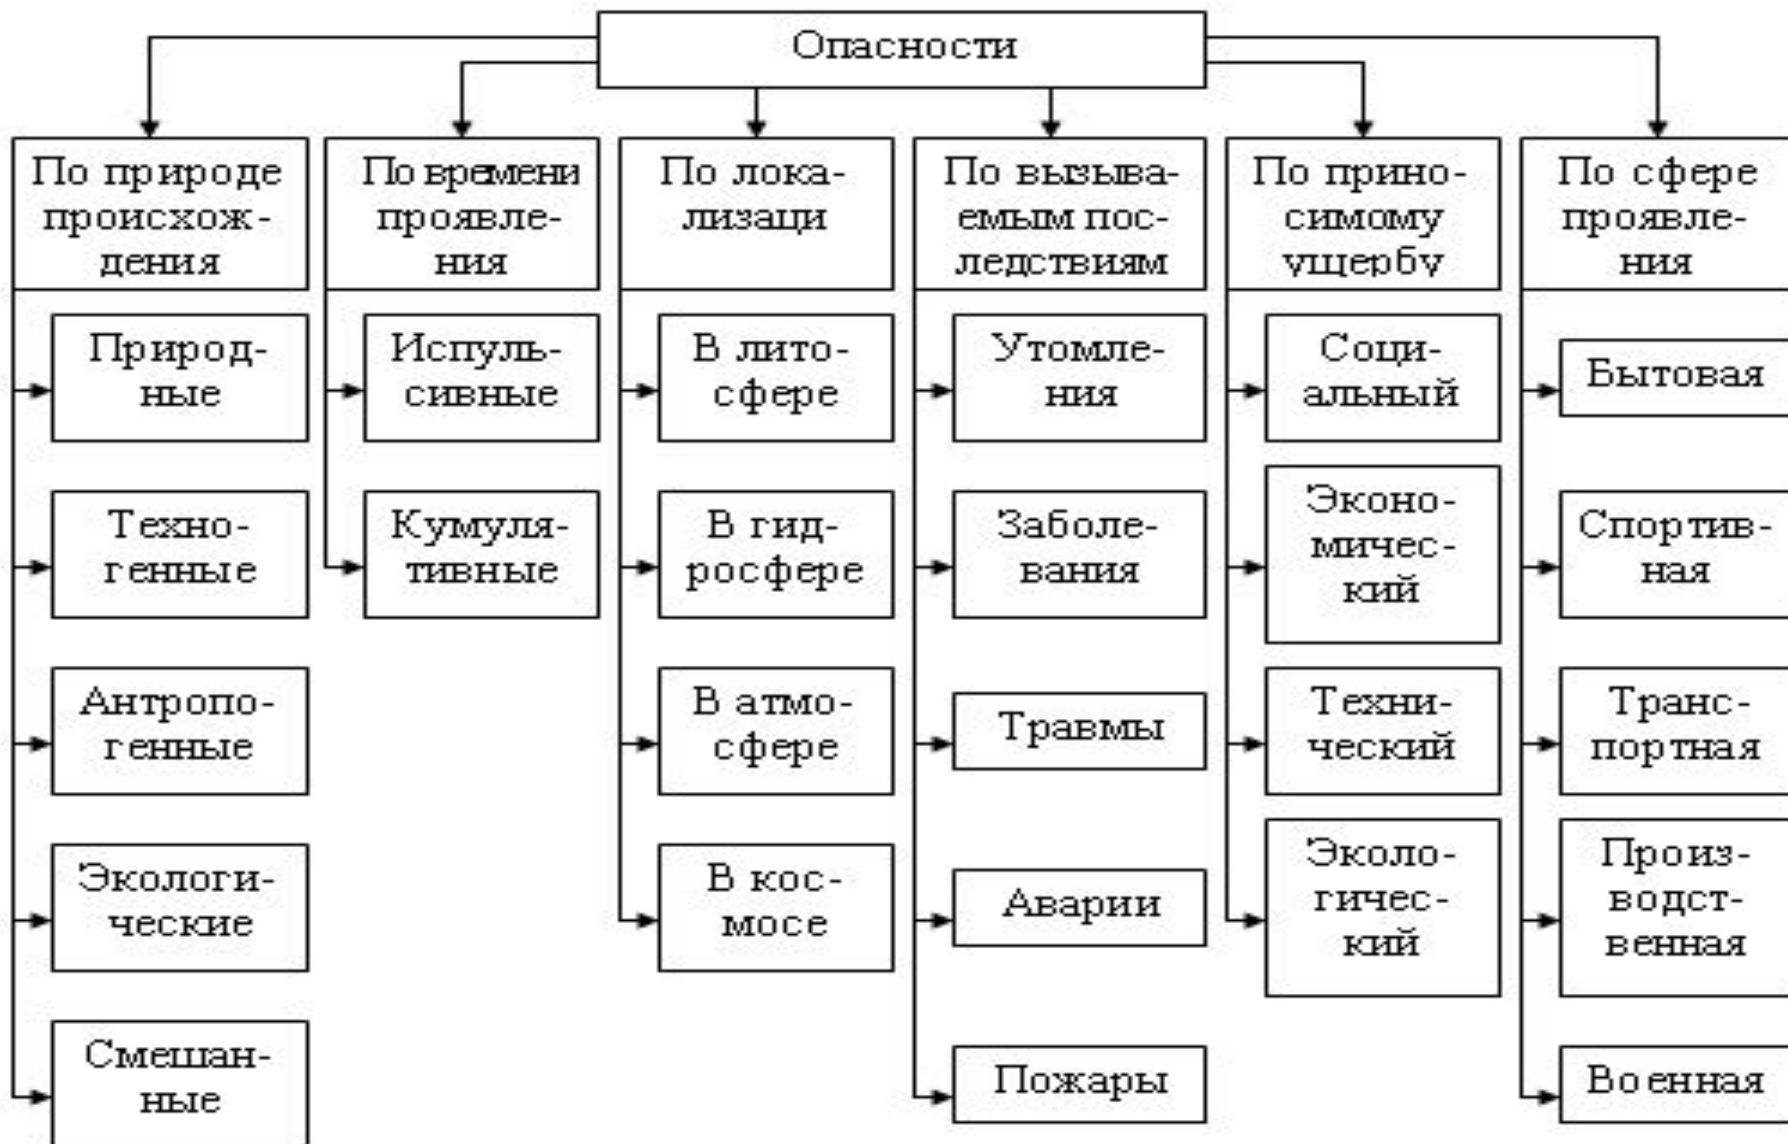 Опасности
По природе
происхож-
дения
По времени
проявле-
ния
По лока-
лизаци
По вызыва-
емым пос-
ледствиям
По прино-
симому
ущербу
По сфере
проявле-
ния
Природ-
ные
Техно-
генные
Антропо-
генные
Экологи-
ческие
Смешан-
ные
Испуль-
сивные
Кумуля-
тивные
В лито-
сфере
В гид-
росфере
В атмо-
сфере
В кос-
мосе
Утомле-
ния
Заболе-
вания
Травмы
Аварии
Пожары
Соци-
альный
Эконо-
мичес-
кий
Техни-
ческий
Эколо-
гичес-
кий
Бытовая
Спортив-
ная
Транс-
портная
Произ-
водст-
венная
Военная